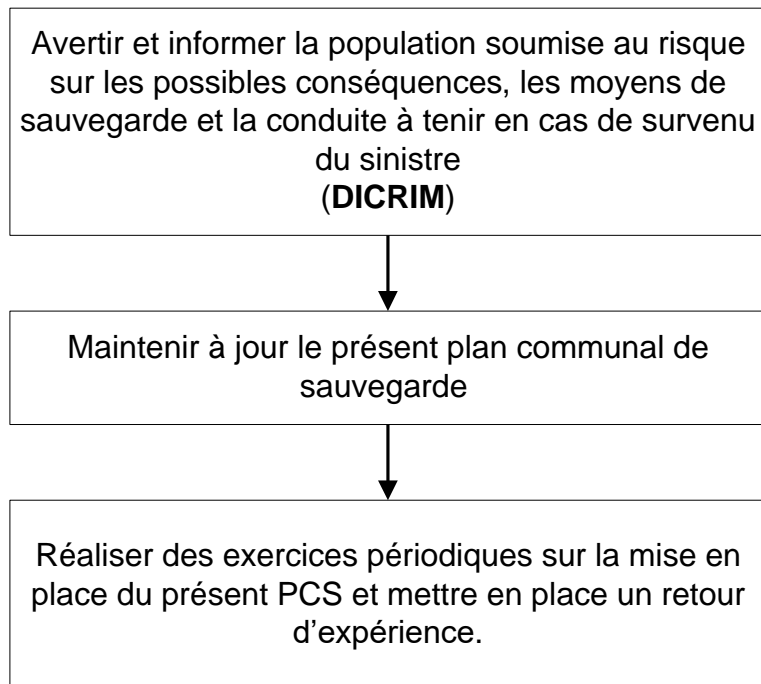 Avertir et informer la population soumise au risque
sur les possibles conséquences, les moyens de
sauvegarde et la conduite à tenir en cas de survenu
du sinistre
(DICRIM)
Maintenir à jour le présent plan communal de
sauvegarde
Réaliser des exercices périodiques sur la mise en
place du présent PCS et mettre en place un retour
d’expérience.